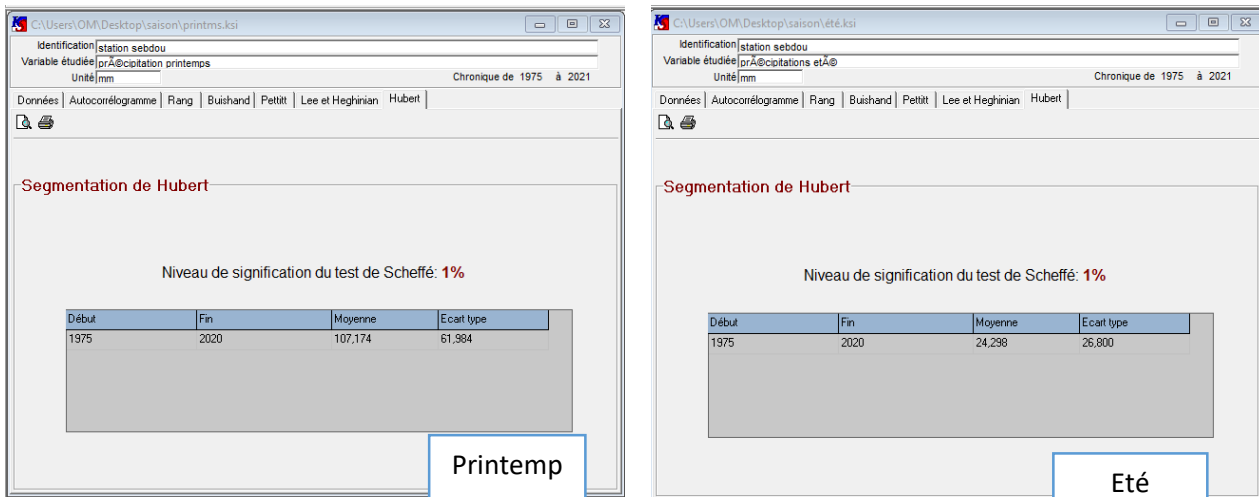 C:\Users\OM\Desktop\saison\printms.ksi
Identification station sebdou
Variable étudiée prÃ©cipitation printemps
Unité mm Chronique de 1975 à 2021
Données Autocorrélogramme Rang Buishand Pettitt Lee et Heghinian Hubert
Segmentation de Hubert
Niveau de signification du test de Scheffé: 1%
Début Fin Moyenne Ecart type
1975 2020 107,174 61,984
Printemp
C:\Users\OM\Desktop\saison\été.ksi
Identification station sebdou
Variable étudiée prÃ©cipitations etÃ©
Unité mm Chronique de 1975 à 2021
Données Autocorrélogramme Rang Buishand Pettitt Lee et Heghinian Hubert
Segmentation de Hubert
Niveau de signification du test de Scheffé: 1%
Début Fin Moyenne Ecart type
1975 2020 24,298 26,800
Eté